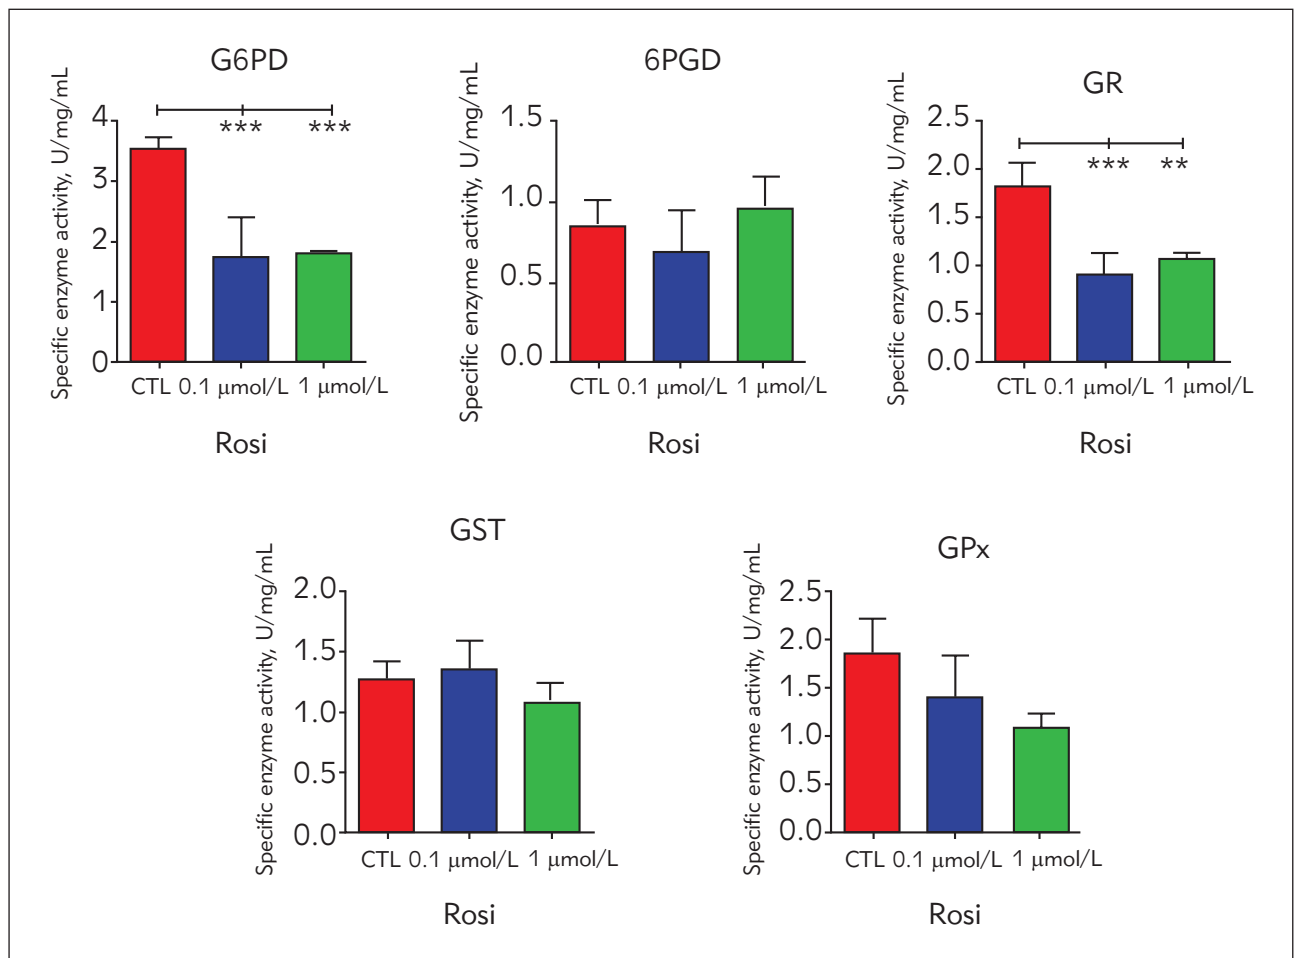 G6PD
Specific enzyme activity, U/mg/mL
4
3
2
1
0
*** ***
CTL 0.1 μmol/L 1 μmol/L
Rosi
6PGD
Specific enzyme activity, U/mg/mL
1.5
1.0
0.5
0.0
CTL 0.1 μmol/L 1 μmol/L
Rosi
GR
Specific enzyme activity, U/mg/mL
2.5
2.0
1.5
1.0
0.5
0.0
*** **
CTL 0.1 μmol/L 1 μmol/L
Rosi
GST
Specific enzyme activity, U/mg/mL
2.0
1.5
1.0
0.5
0.0
CTL 0.1 μmol/L 1 μmol/L
Rosi
GPx
Specific enzyme activity, U/mg/mL
2.5
2.0
1.5
1.0
0.5
0.0
CTL 0.1 μmol/L 1 μmol/L
Rosi